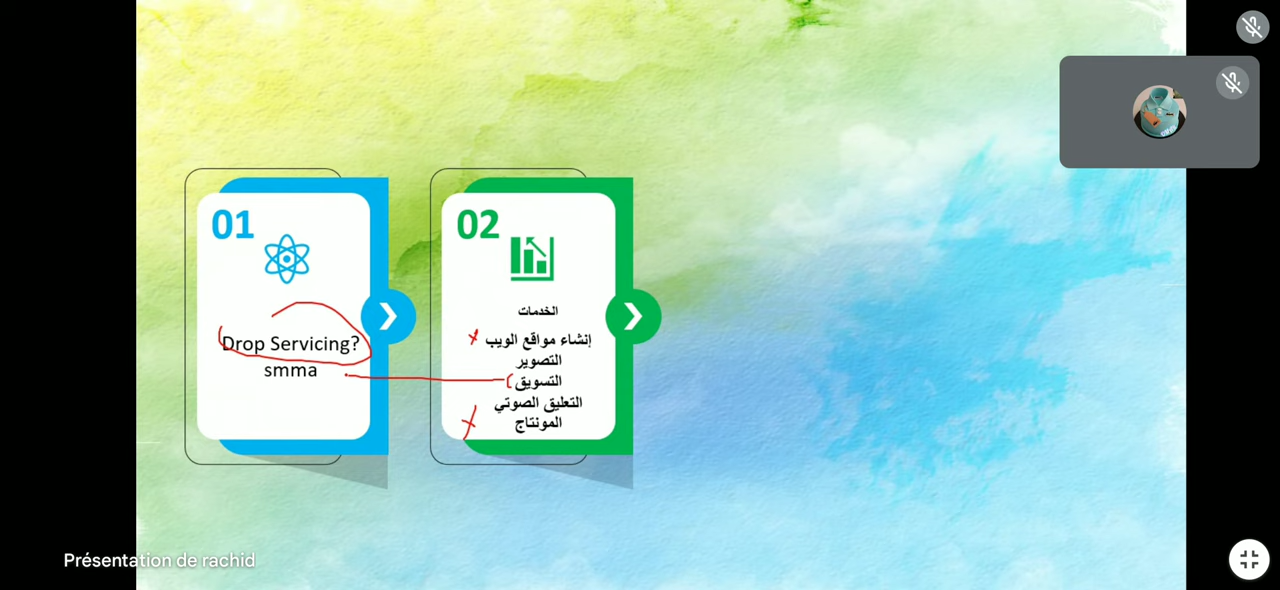 01
Drop Servicing?
smma
02
الخدمات
إنشاء مواقع الويب
التصوير
التسويق
التعليق الصوتي
المونتاج
Présentation de rachid